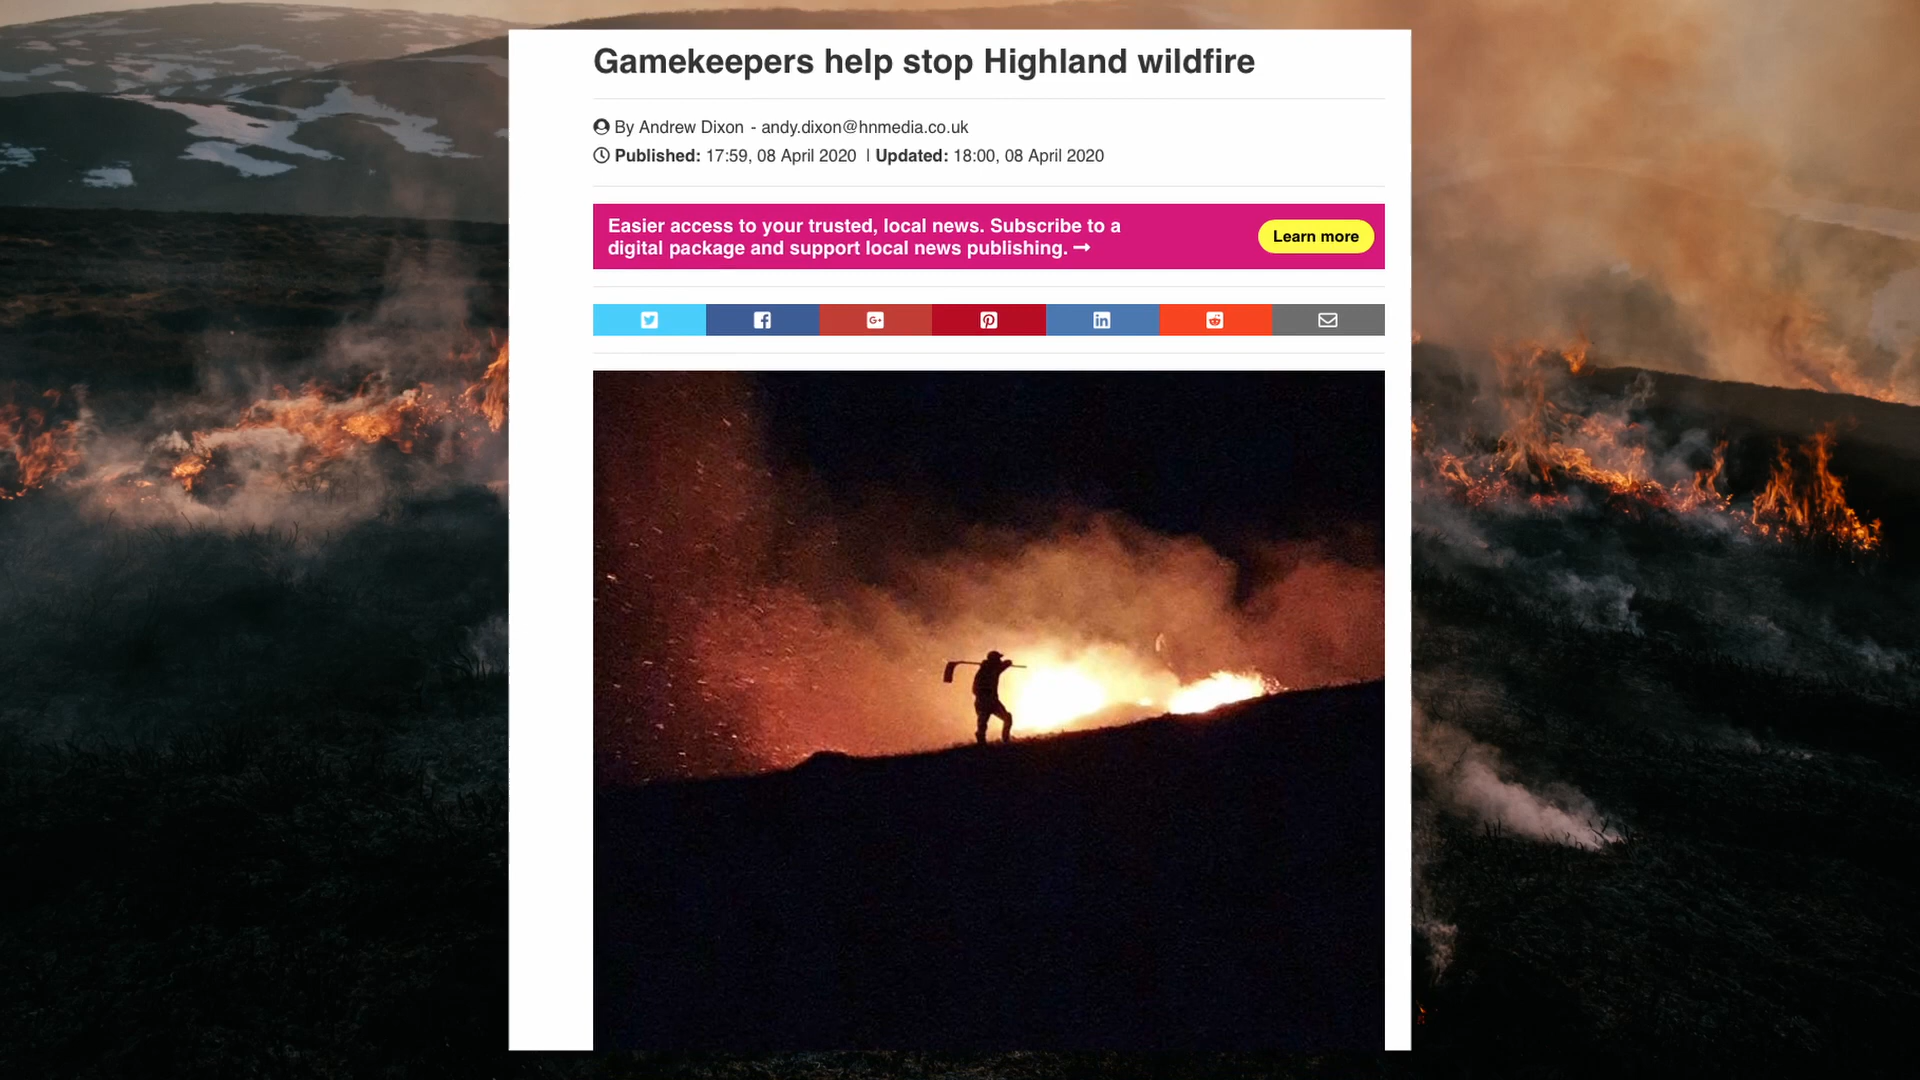 Gamekeepers help stop Highland wildfire
By Andrew Dixon - andy.dixon@hnmedia.co.uk
Published: 17:59, 08 April 2020 | Updated: 18:00, 08 April 2020
Easier access to your trusted, local news. Subscribe to a
digital package and support local news publishing. →
Learn more